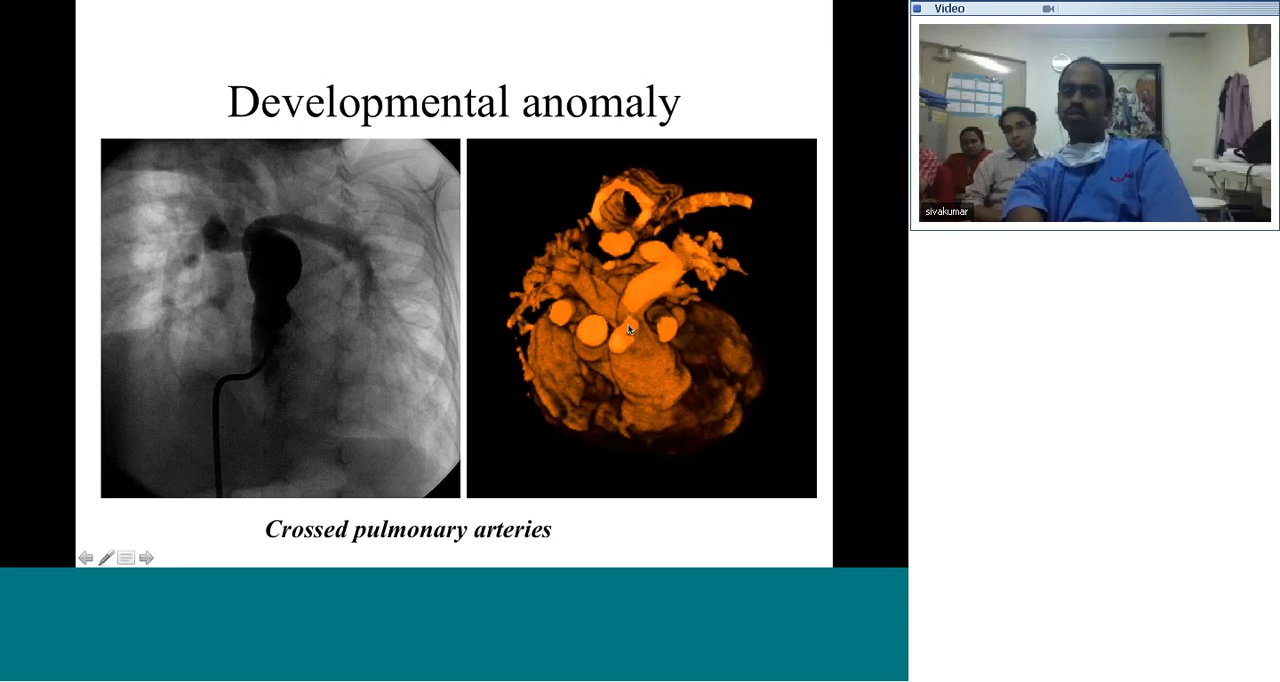 Developmental anomaly
Crossed pulmonary arteries
Video
sivakumar